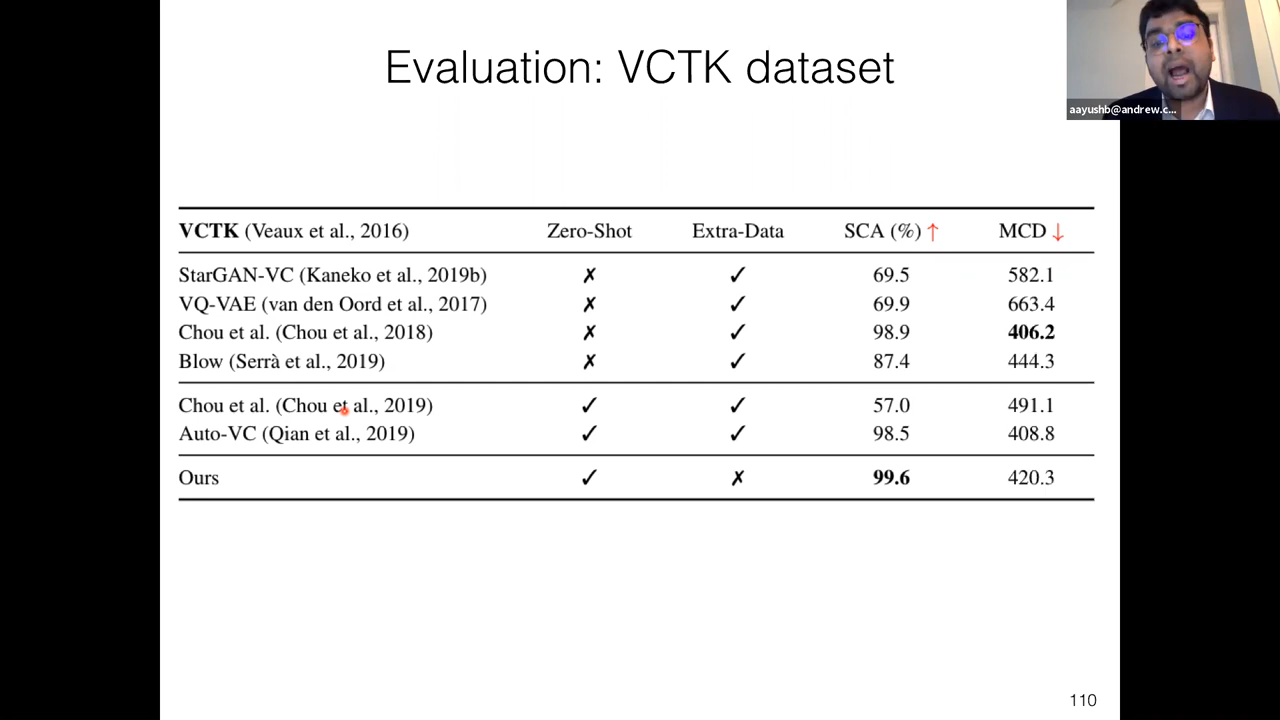 Evaluation: VCTK dataset
aayushb@andrew.c...
VCTK (Veaux et al., 2016) Zero-Shot Extra-Data SCA (%) ↑ MCD ↓
StarGAN-VC (Kaneko et al., 2019b) ✗ ✓ 69.5 582.1
VQ-VAE (van den Oord et al., 2017) ✗ ✓ 69.9 663.4
Chou et al. (Chou et al., 2018) ✗ ✓ 98.9 406.2
Blow (Serrà et al., 2019) ✗ ✓ 87.4 444.3
Chou et al. (Chou et al., 2019) ✓ ✓ 57.0 491.1
Auto-VC (Qian et al., 2019) ✓ ✓ 98.5 408.8
Ours ✓ ✗ 99.6 420.3
110